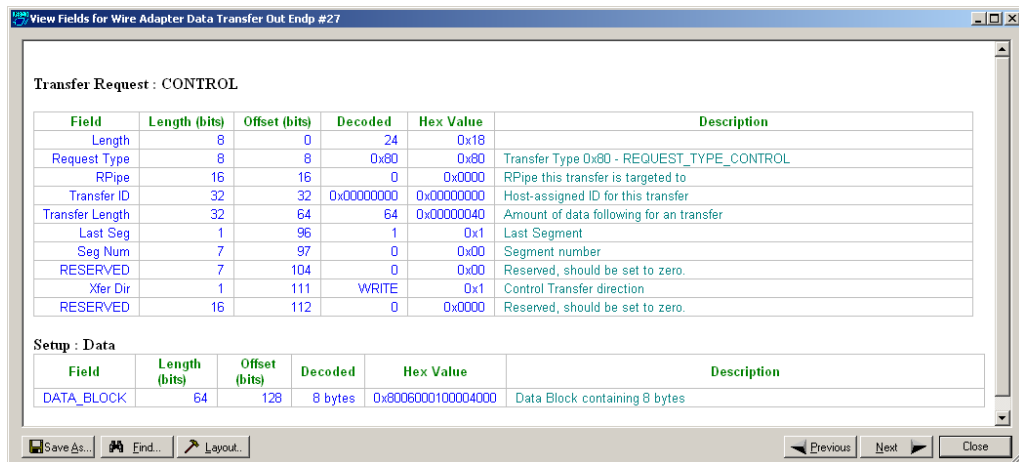 View Fields for Wire Adapter Data Transfer Out Endp #27
Transfer Request : CONTROL
Field Length (bits) Offset (bits) Decoded Hex Value Description
Length 8 0 24 0x18
Request Type 8 8 0x80 0x80 Transfer Type 0x80 - REQUEST_TYPE_CONTROL
RPipe 16 16 0 0x0000 RPipe this transfer is targeted to
Transfer ID 32 32 0x00000000 0x00000000 Host-assigned ID for this transfer
Transfer Length 32 64 64 0x00000040 Amount of data following for an transfer
Last Seg 1 96 1 0x1 Last Segment
Seg Num 7 97 0 0x00 Segment number
RESERVED 7 104 0 0x00 Reserved, should be set to zero.
Xfer Dir 1 111 WRITE 0x1 Control Transfer direction
RESERVED 16 112 0 0x0000 Reserved, should be set to zero.
Setup : Data
Field Length (bits) Offset (bits) Decoded Hex Value Description
DATA_BLOCK 64 128 8 bytes 0x8006000100004000 Data Block containing 8 bytes
Save As... Find... Layout.. Previous Next Close